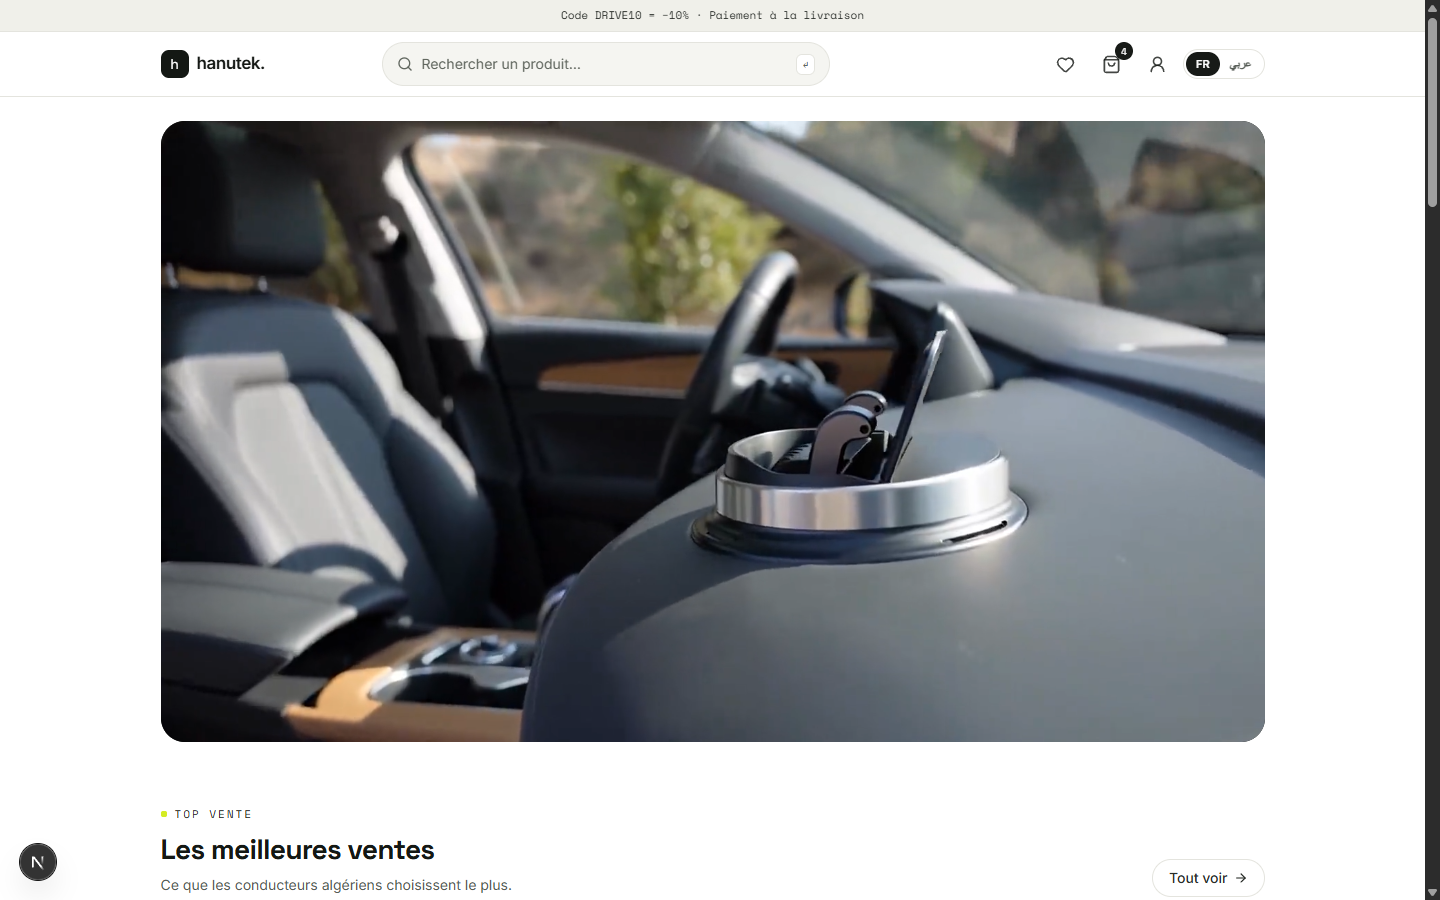 Code DRIVE10 = −10% · Paiement à la livraison
h hanutek.
Rechercher un produit...
4
FR عربي
TOP VENTE
Les meilleures ventes
Ce que les conducteurs algériens choisissent le plus.
Tout voir →
N